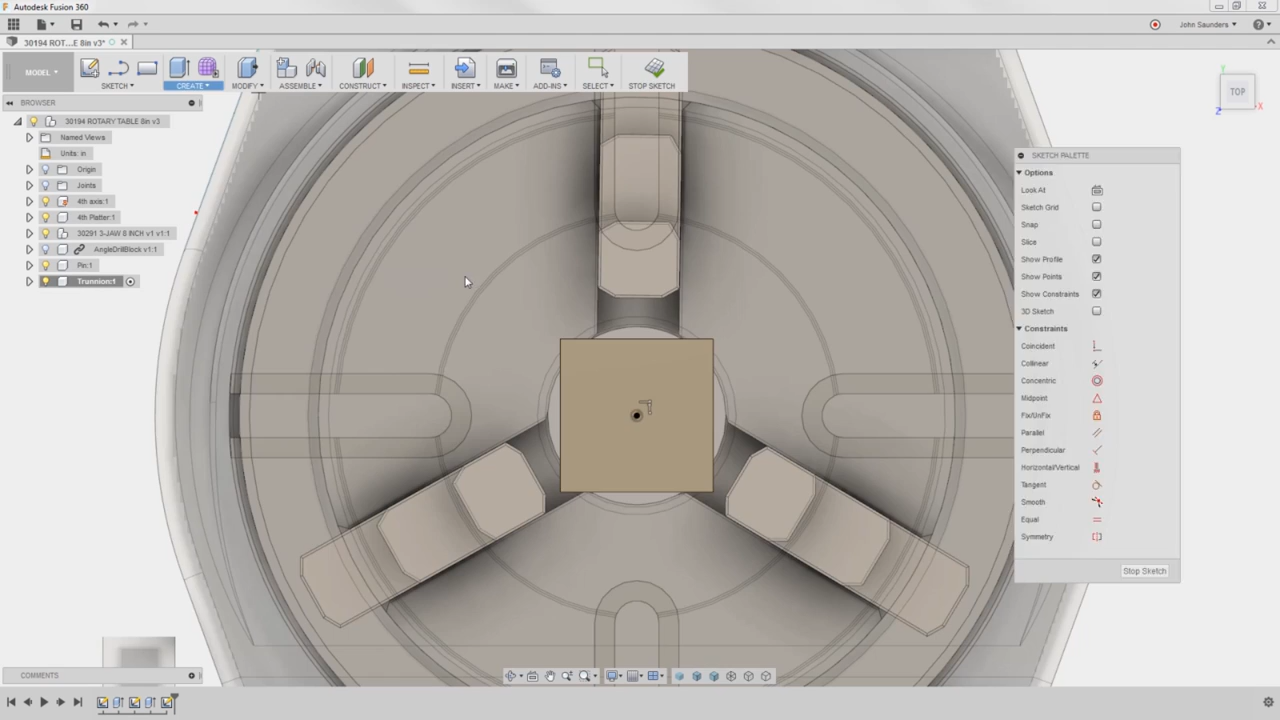 Autodesk Fusion 360
John Saunders
30194 ROT...E 8in v3*
MODEL
SKETCH
CREATE
MODIFY
ASSEMBLE
CONSTRUCT
INSPECT
INSERT
MAKE
ADD-INS
SELECT
STOP SKETCH
TOP
Y
X
Z
BROWSER
30194 ROTARY TABLE 8in v3
Named Views
Units: in
Origin
Joints
4th axis:1
4th Platter:1
30291 3-JAW 8 INCH v1 v1:1
AngleDrillBlock v1:1
Pin:1
Trannion:1
SKETCH PALETTE
Options
Look At
Sketch Grid
Snap
Slice
Show Profile
Show Points
Show Constraints
3D Sketch
Constraints
Coincident
Collinear
Concentric
Midpoint
Fix/UnFix
Parallel
Perpendicular
Horizontal/Vertical
Tangent
Smooth
Equal
Symmetry
Stop Sketch
COMMENTS